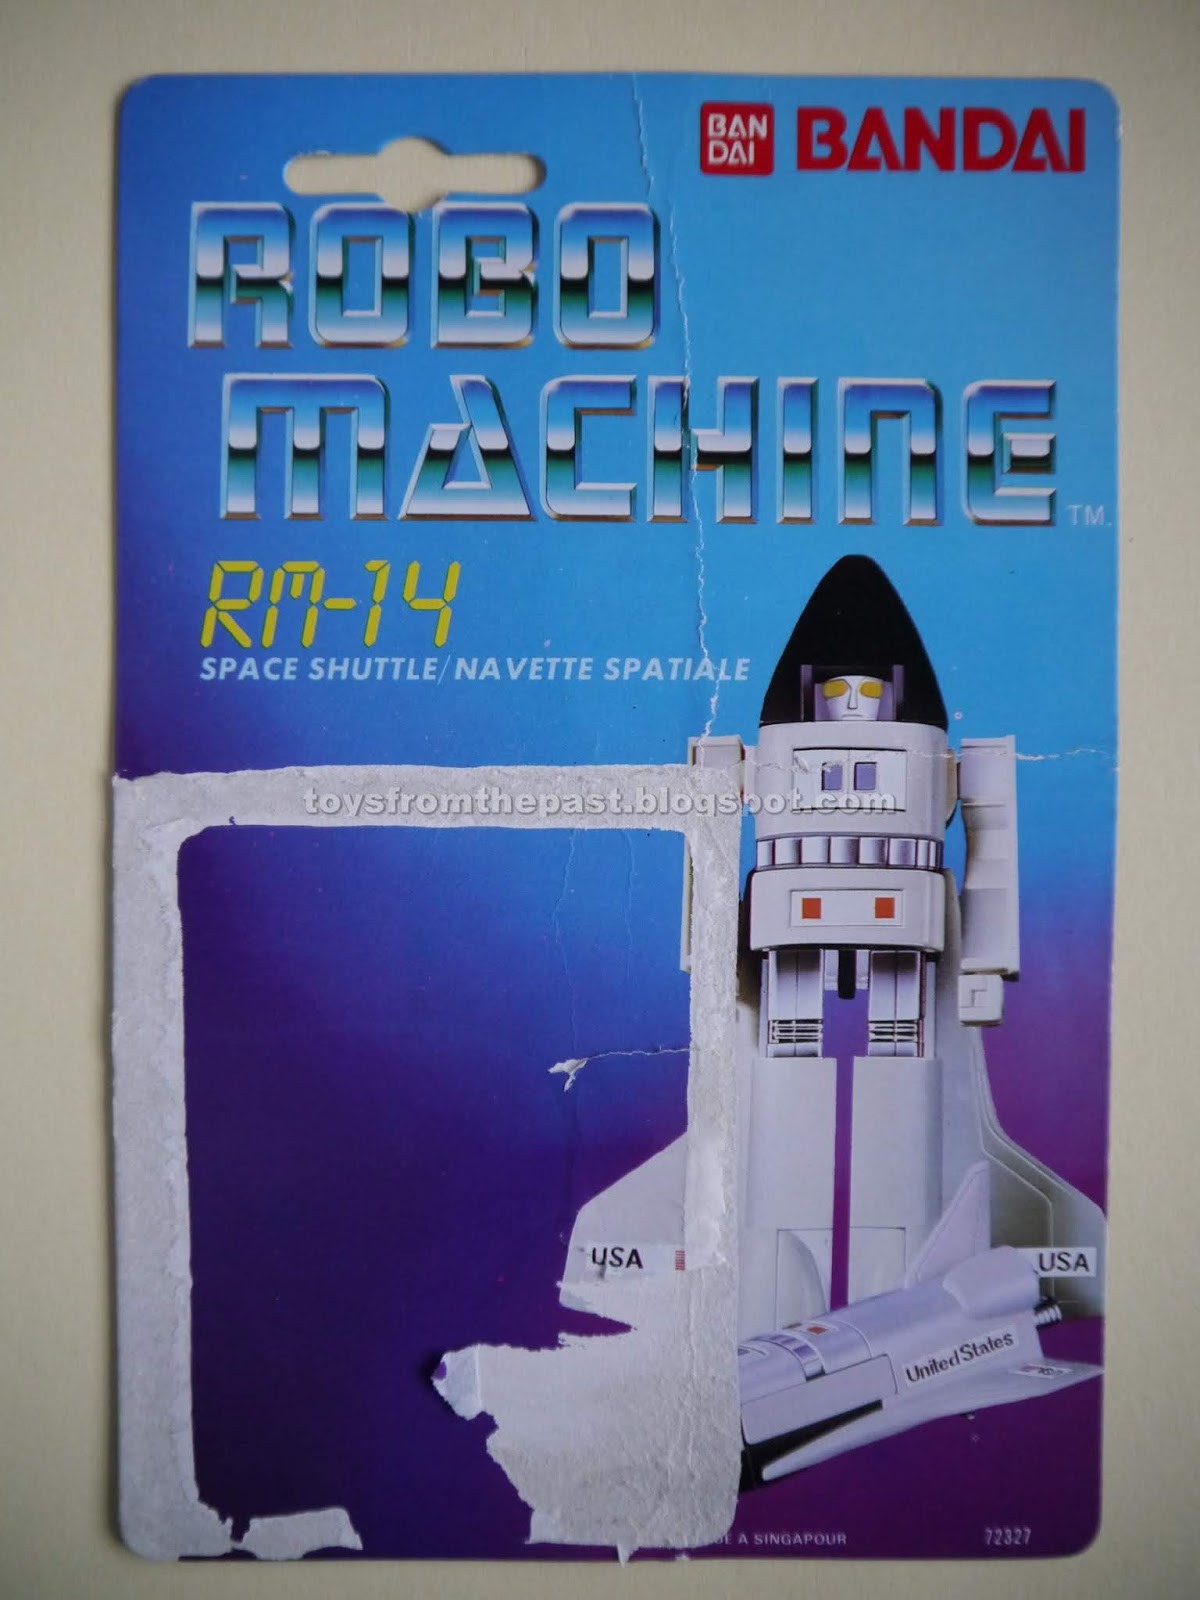 BAN
DAI
BANDAI
ROBO
MACHINE TM.
RM-14
SPACE SHUTTLE/NAVETTE SPATIALE
toysfromthepast.blogspot.com
USA
USA
United States
A SINGAPOUR
72327